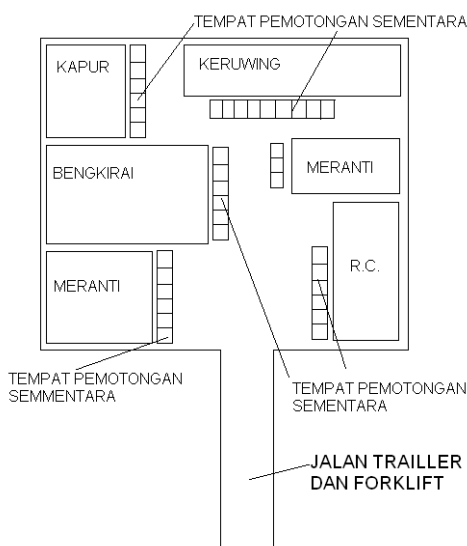 TEMPAT PEMOTONGAN SEMENTARA
KAPUR
KERUWING
BENGKIRAI
MERANTI
MERANTI
R.C.
TEMPAT PEMOTONGAN
SEMMENTARA
TEMPAT PEMOTONGAN
SEMENTARA
JALAN TRAILLER
DAN FORKLIFT